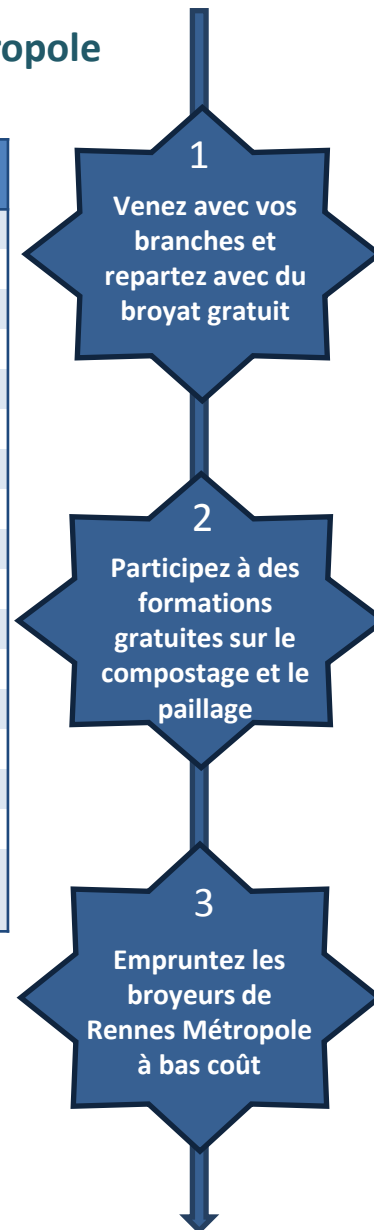 1
Venez avec vos
branches et
repartez avec du
broyat gratuit
2
Participez à des
formations
gratuites sur le
compostage et le
paillage
3
Empruntez les
broyeurs de
Rennes Métropole
à bas coût